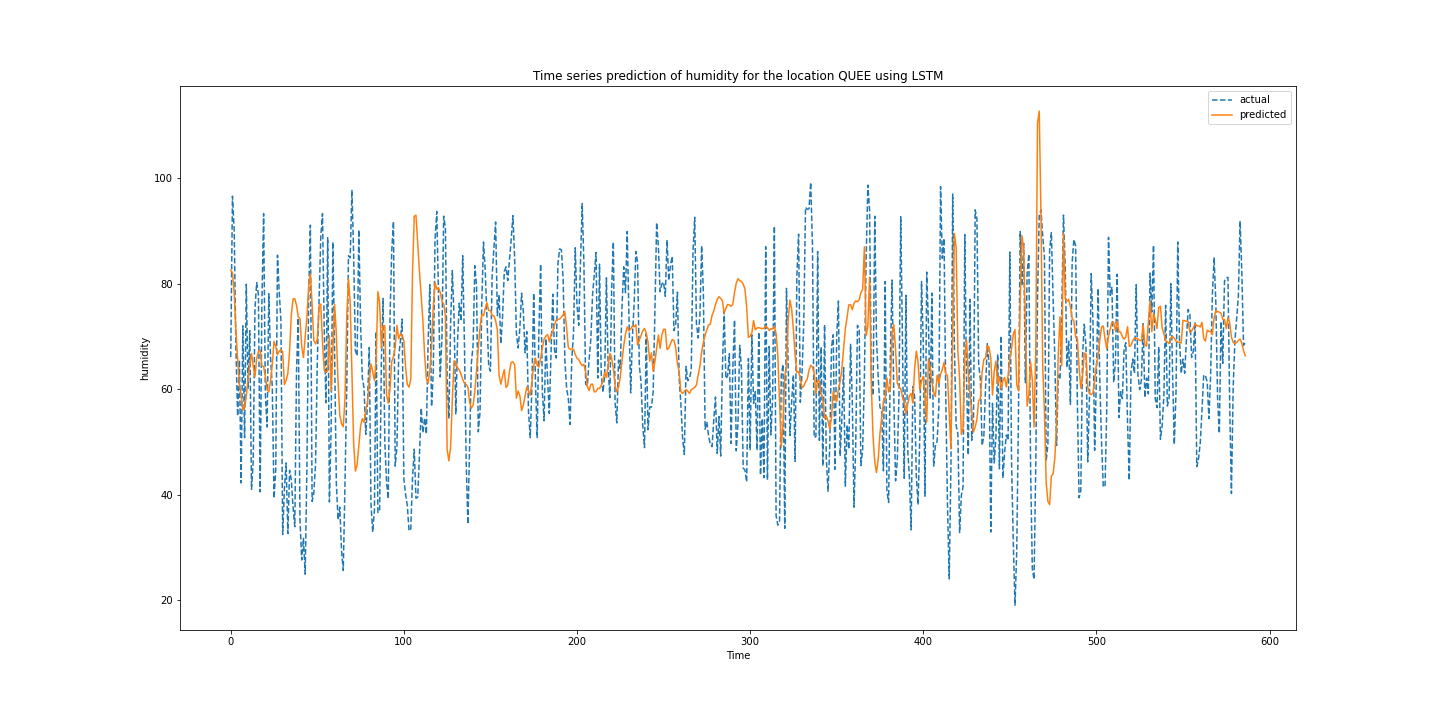 Time series prediction of humidity for the location QUEE using LSTM
actual
predicted
100
80
60
40
20
humidity
0 100 200 300 400 500 600
Time